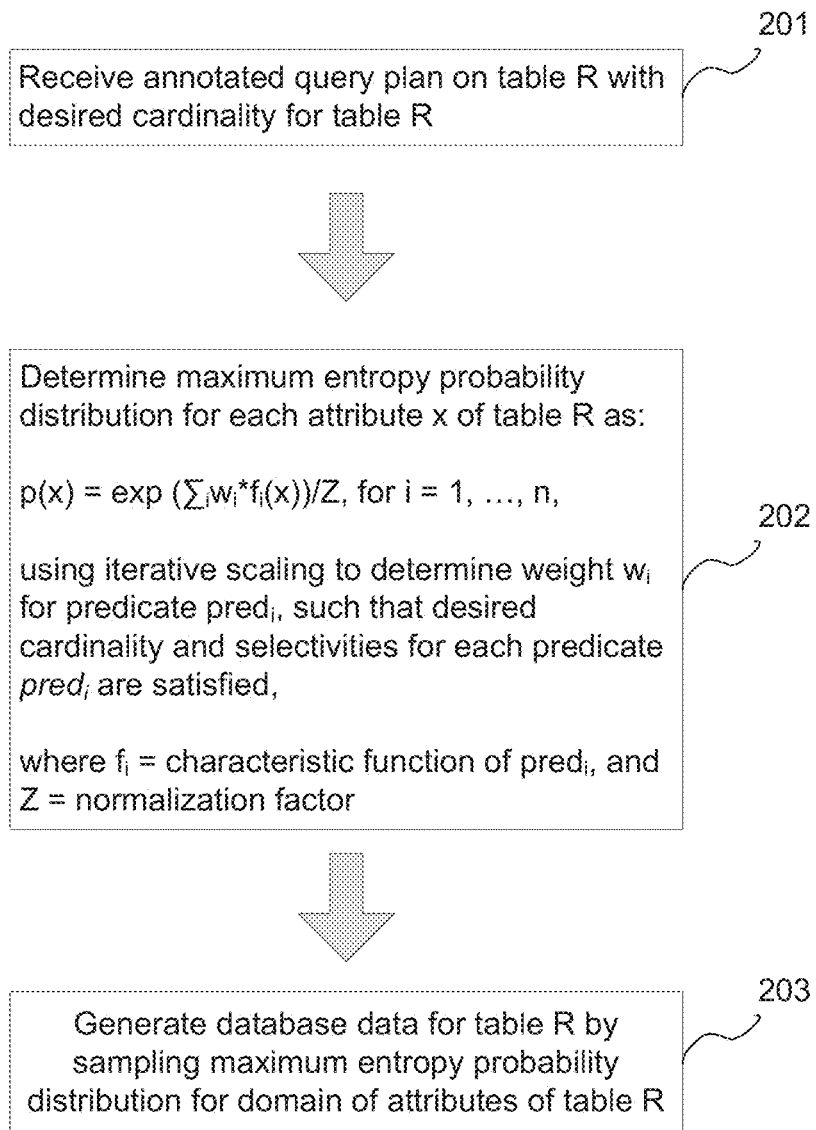 201
Receive annotated query plan on table R with
desired cardinality for table R
Determine maximum entropy probability
distribution for each attribute x of table R as:
p(x) = exp (∑ᵢwᵢ*fᵢ(x))/Z, for i = 1, …, n,
202
using iterative scaling to determine weight wᵢ
for predicate predᵢ, such that desired
cardinality and selectivities for each predicate
predᵢ are satisfied,
where fᵢ = characteristic function of predᵢ, and
Z = normalization factor
203
Generate database data for table R by
sampling maximum entropy probability
distribution for domain of attributes of table R